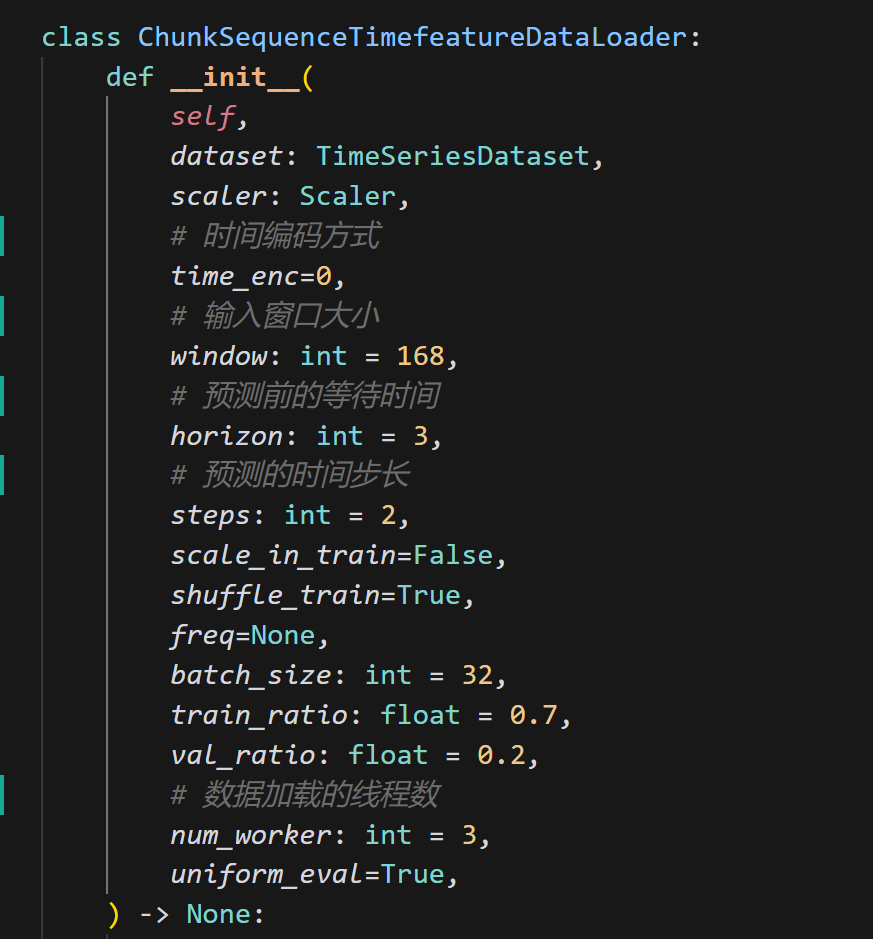 class ChunkSequenceTimefeatureDataLoader:
def __init__(
self,
dataset: TimeSeriesDataset,
scaler: Scaler,
# 时间编码方式
time_enc=0,
# 输入窗口大小
window: int = 168,
# 预测前的等待时间
horizon: int = 3,
# 预测的时间步长
steps: int = 2,
scale_in_train=False,
shuffle_train=True,
freq=None,
batch_size: int = 32,
train_ratio: float = 0.7,
val_ratio: float = 0.2,
# 数据加载的线程数
num_worker: int = 3,
uniform_eval=True,
) -> None: